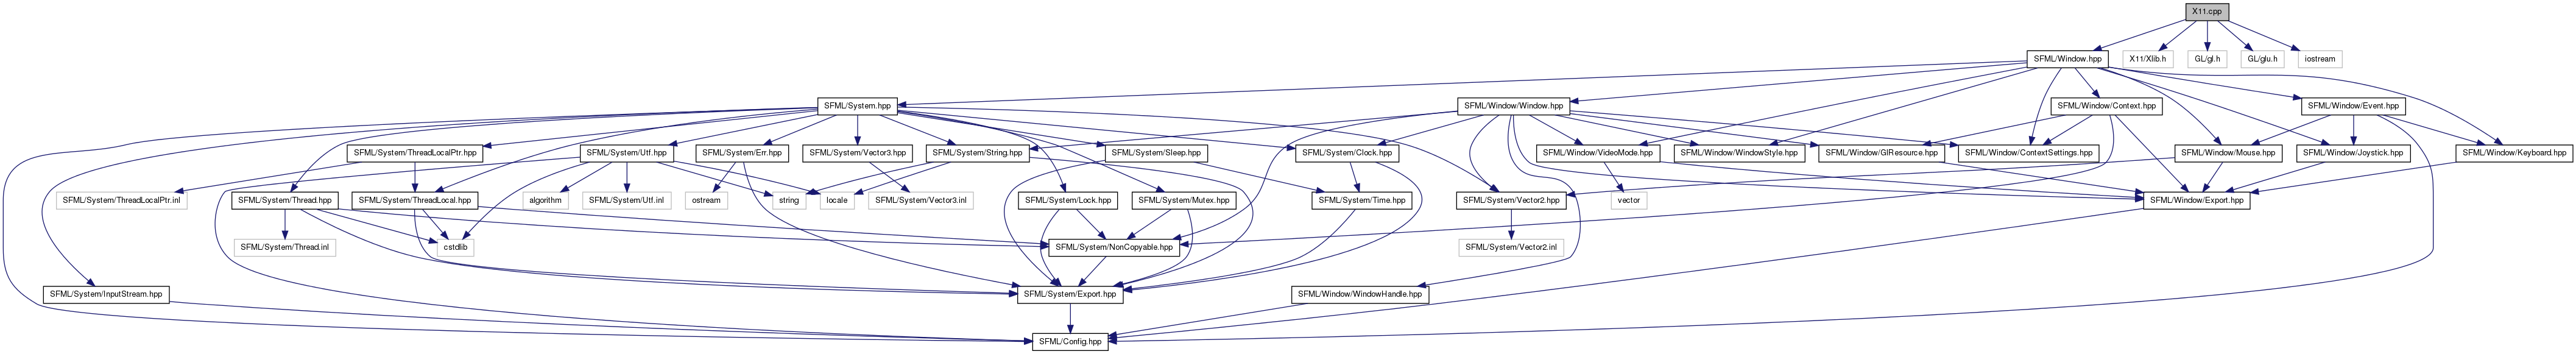 X11.cpp
SFML/Window.hpp
X11/Xlib.h
GL/gl.h
GL/glu.h
iostream
SFML/System.hpp
SFML/Window/Window.hpp
SFML/Window/Context.hpp
SFML/Window/Event.hpp
SFML/System/ThreadLocalPtr.hpp
SFML/System/Utf.hpp
SFML/System/Err.hpp
SFML/System/Vector3.hpp
SFML/System/String.hpp
SFML/System/Sleep.hpp
SFML/System/Clock.hpp
SFML/Window/VideoMode.hpp
SFML/Window/WindowStyle.hpp
SFML/Window/GlResource.hpp
SFML/Window/ContextSettings.hpp
SFML/Window/Mouse.hpp
SFML/Window/Joystick.hpp
SFML/Window/Keyboard.hpp
SFML/System/ThreadLocalPtr.inl
SFML/System/Thread.hpp
SFML/System/ThreadLocal.hpp
algorithm
SFML/System/Utf.inl
ostream
string
locale
SFML/System/Vector3.inl
SFML/System/Lock.hpp
SFML/System/Mutex.hpp
SFML/System/Time.hpp
SFML/System/Vector2.hpp
vector
SFML/Window/Export.hpp
SFML/System/Thread.inl
cstdlib
SFML/System/NonCopyable.hpp
SFML/System/Vector2.inl
SFML/System/InputStream.hpp
SFML/System/Export.hpp
SFML/Window/WindowHandle.hpp
SFML/Config.hpp